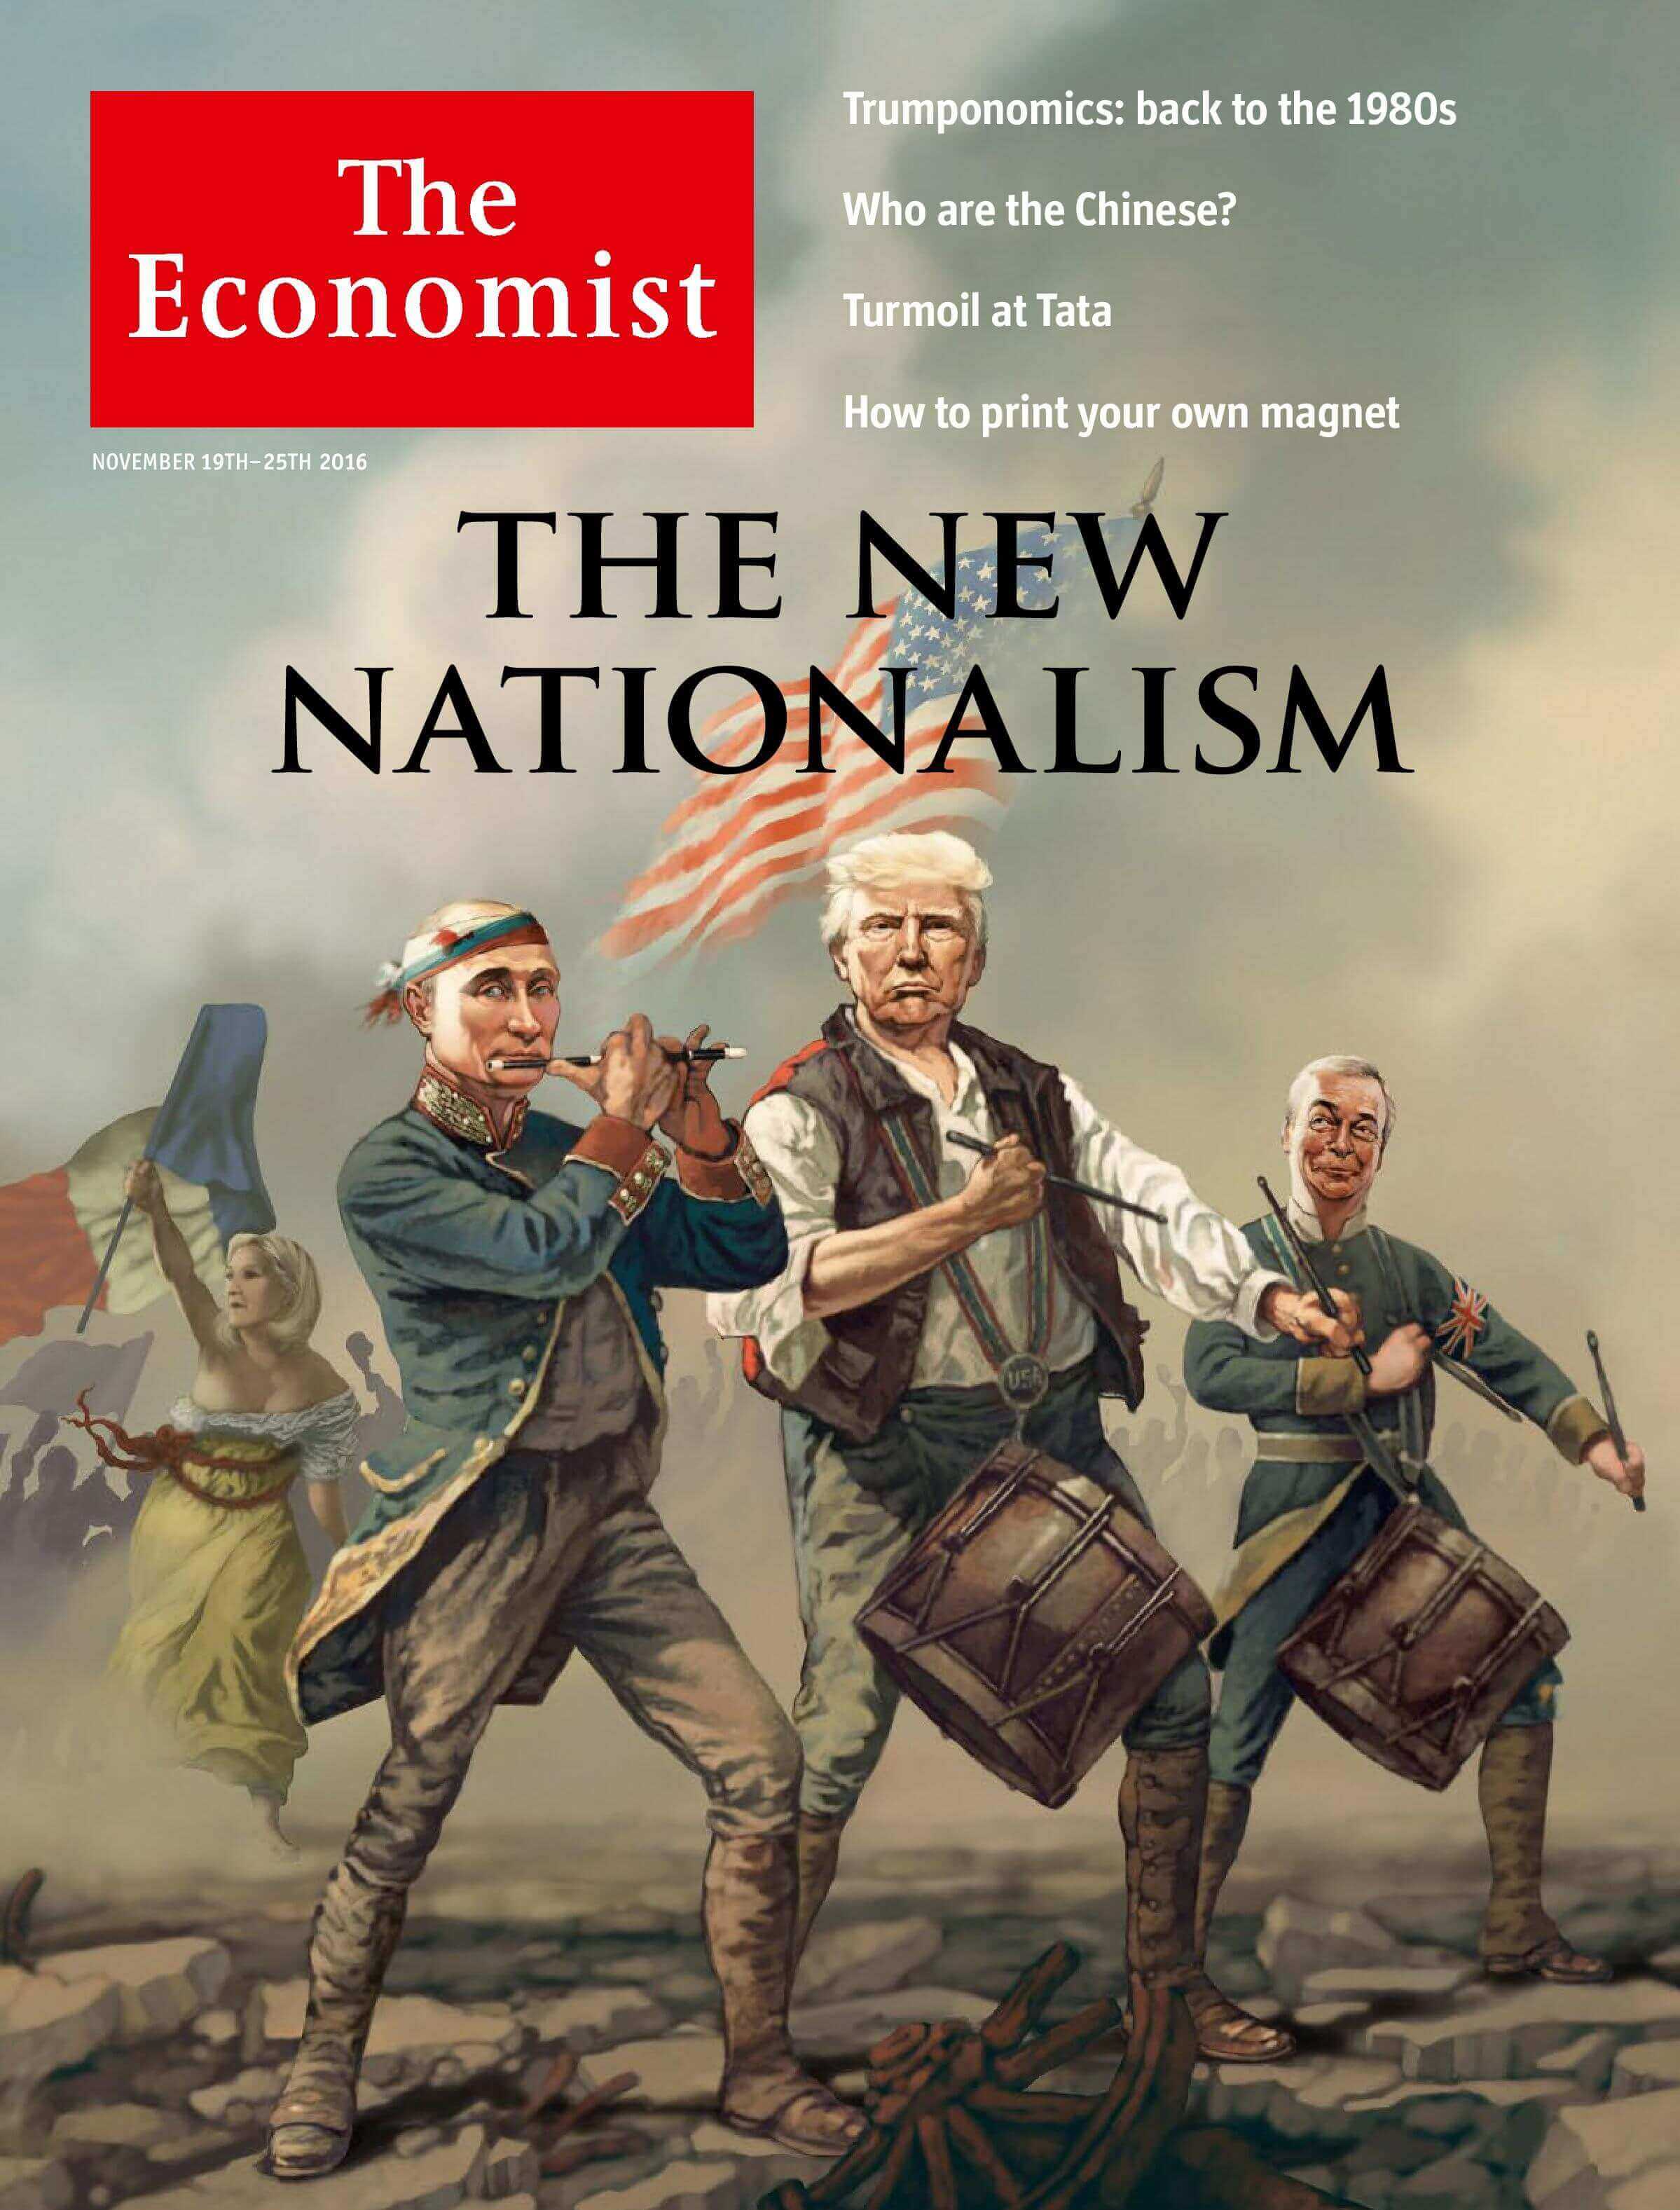 The
Economist
NOVEMBER 19TH–25TH 2016
Trumponomics: back to the 1980s
Who are the Chinese?
Turmoil at Tata
How to print your own magnet
THE NEW
NATIONALISM
USA